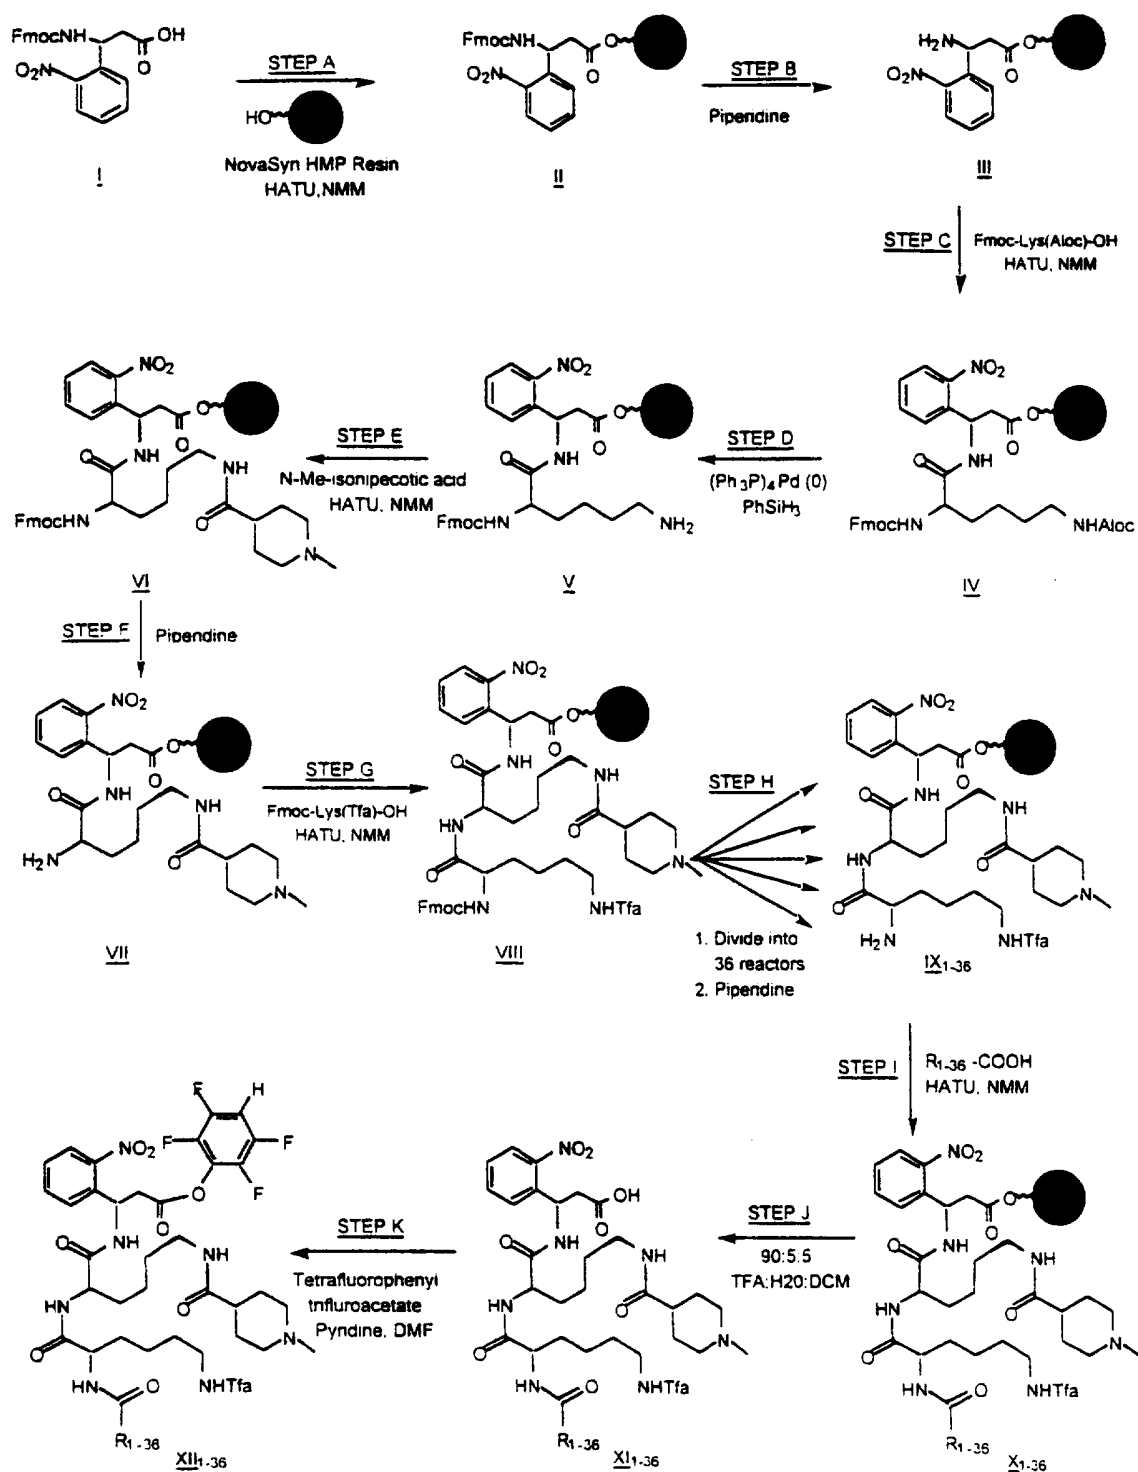 FmocNH OH
O
O₂N
STEP A
HO
NovaSyn HMP Resin
HATU,NMM
I
FmocNH O
O
NO₂
II
STEP B
Piperidine
H₂N O
O
NO₂
III
STEP C
Fmoc-Lys(Aloc)-OH
HATU, NMM
NO₂
O
O
NH
O
FmocHN
NHAloc
IV
STEP D
(Ph₃P)₄Pd (0)
PhSiH₃
NO₂
O
O
NH
O
FmocHN
NH₂
V
STEP E
N-Me-isonipecotic acid
HATU, NMM
NO₂
O
O
NH
O
NH
FmocHN
O
N
VI
STEP F
Piperidine
NO₂
O
O
NH
O
NH
H₂N
O
N
VII
STEP G
Fmoc-Lys(Tfa)-OH
HATU, NMM
NO₂
O
O
NH
O
NH
HN
O
O
N
FmocHN
NHTfa
VIII
STEP H
1. Divide into
36 reactors
2. Pipendine
NO₂
O
O
NH
O
NH
HN
O
O
N
H₂N
NHTfa
IX₁₋₃₆
STEP I
R₁₋₃₆ -COOH
HATU, NMM
NO₂
O
O
NH
O
NH
HN
O
O
N
HN
O
NHTfa
R₁₋₃₆
X₁₋₃₆
STEP J
90:5.5
TFA:H20:DCM
NO₂
OH
O
NH
O
NH
HN
O
O
N
HN
O
NHTfa
R₁₋₃₆
XI₁₋₃₆
STEP K
Tetrafluorophenyl
trifluroacetate
Pyridine, DMF
F H
F F
F
NO₂
O
O
NH
O
NH
HN
O
O
N
HN
O
NHTfa
R₁₋₃₆
XII₁₋₃₆